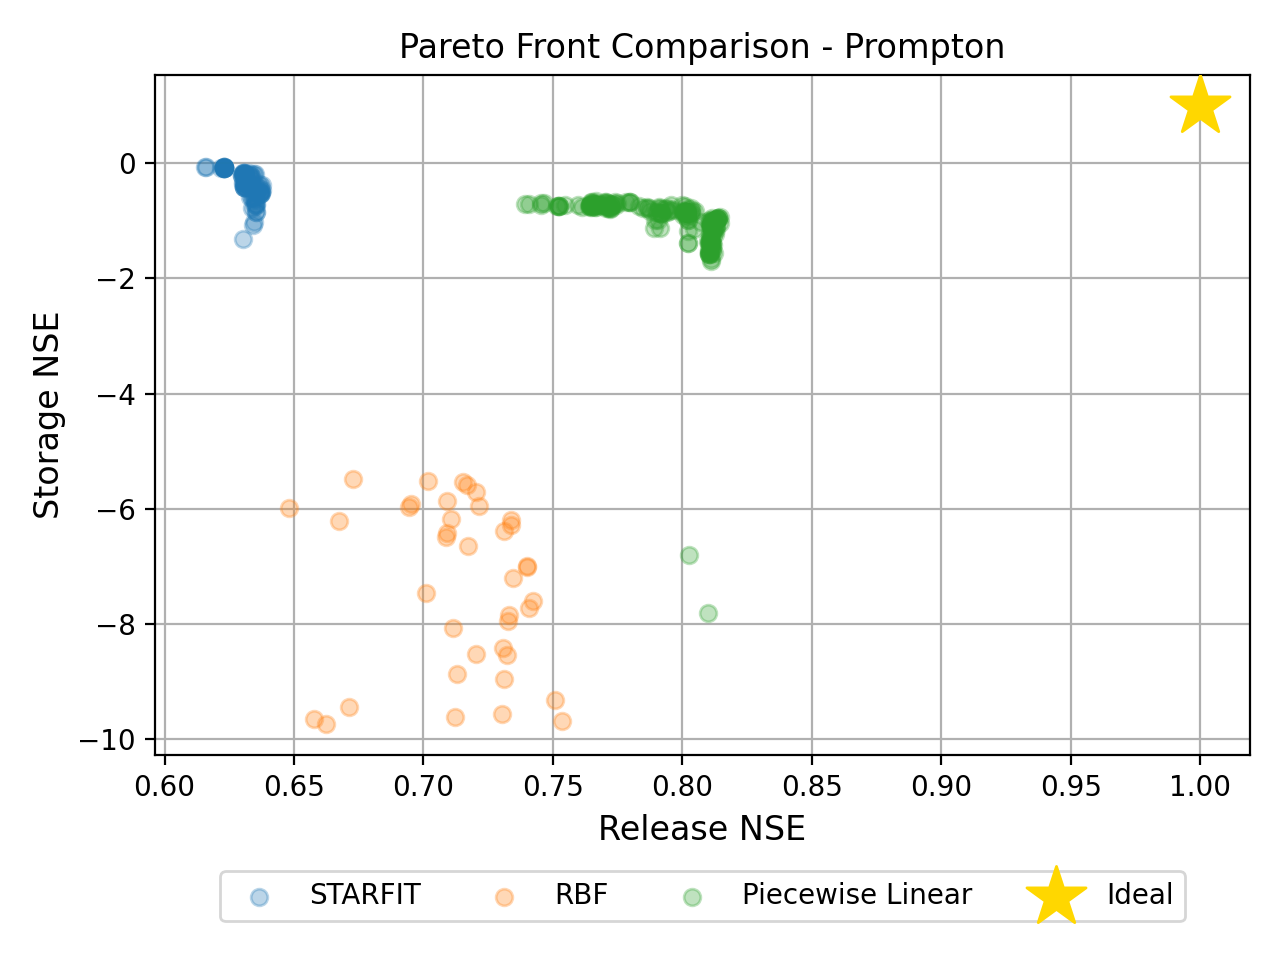 Pareto Front Comparison - Prompton
Storage NSE
0
−2
−4
−6
−8
−10
0.60 0.65 0.70 0.75 0.80 0.85 0.90 0.95 1.00
Release NSE
STARFIT RBF Piecewise Linear Ideal